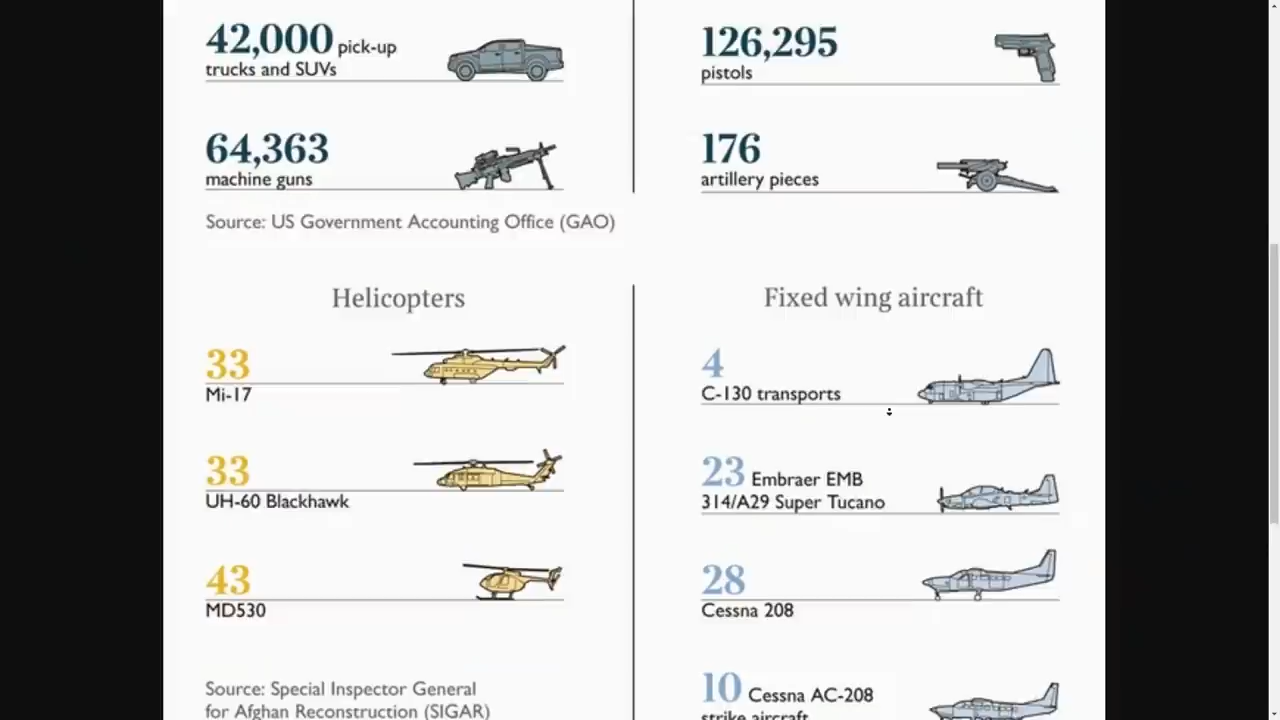 42,000 pick-up
trucks and SUVs
126,295
pistols
64,363
machine guns
176
artillery pieces
Source: US Government Accounting Office (GAO)
Helicopters
33
Mi-17
33
UH-60 Blackhawk
43
MD530
Source: Special Inspector General
for Afghan Reconstruction (SIGAR)
Fixed wing aircraft
4
C-130 transports
23 Embraer EMB
314/A29 Super Tucano
28
Cessna 208
10 Cessna AC-208
strike aircraft